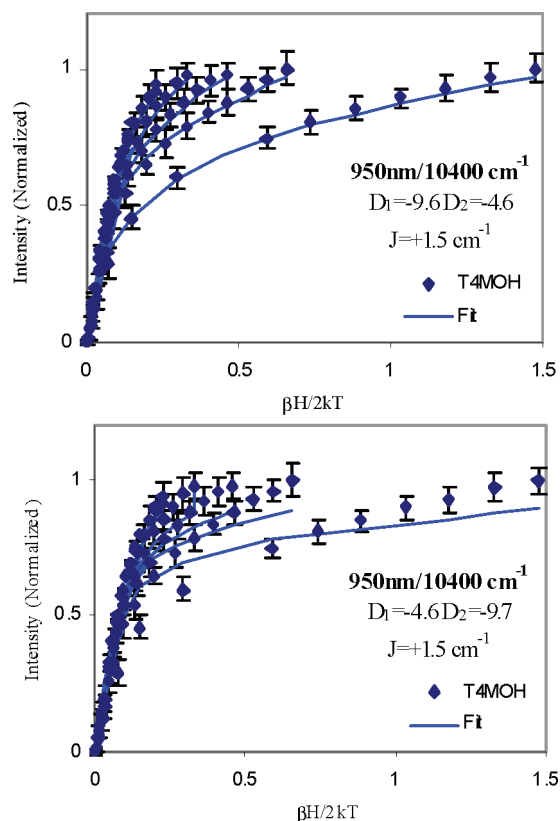 1
0.5
0
Intensity (Normalized)
950nm/10400 cm-1
D1=-9.6 D2=-4.6
J=+1.5 cm-1
T4MOH
Fit
0
0.5
1
1.5
βH/2kT
1
0.5
0
Intensity (Normalized)
950nm/10400 cm-1
D1=-4.6 D2=-9.7
J=+1.5 cm-1
T4MOH
Fit
0
0.5
1
1.5
βH/2kT